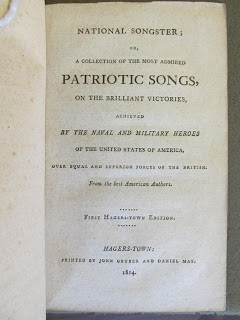 NATIONAL SONGSTER;
OR,
A COLLECTION OF THE MOST ADMIRED
PATRIOTIC SONGS,
ON THE BRILLIANT VICTORIES,
ACHIEVED
BY THE NAVAL AND MILITARY HEROES
OF THE UNITED STATES OF AMERICA,
OVER EQUAL AND SUPERIOR FORCES OF THE BRITISH.
From the best American Authors.
First Hagers-Town Edition.
HAGERS-TOWN:
PRINTED BY JOHN GRUBER AND DANIEL MAY.
1814.